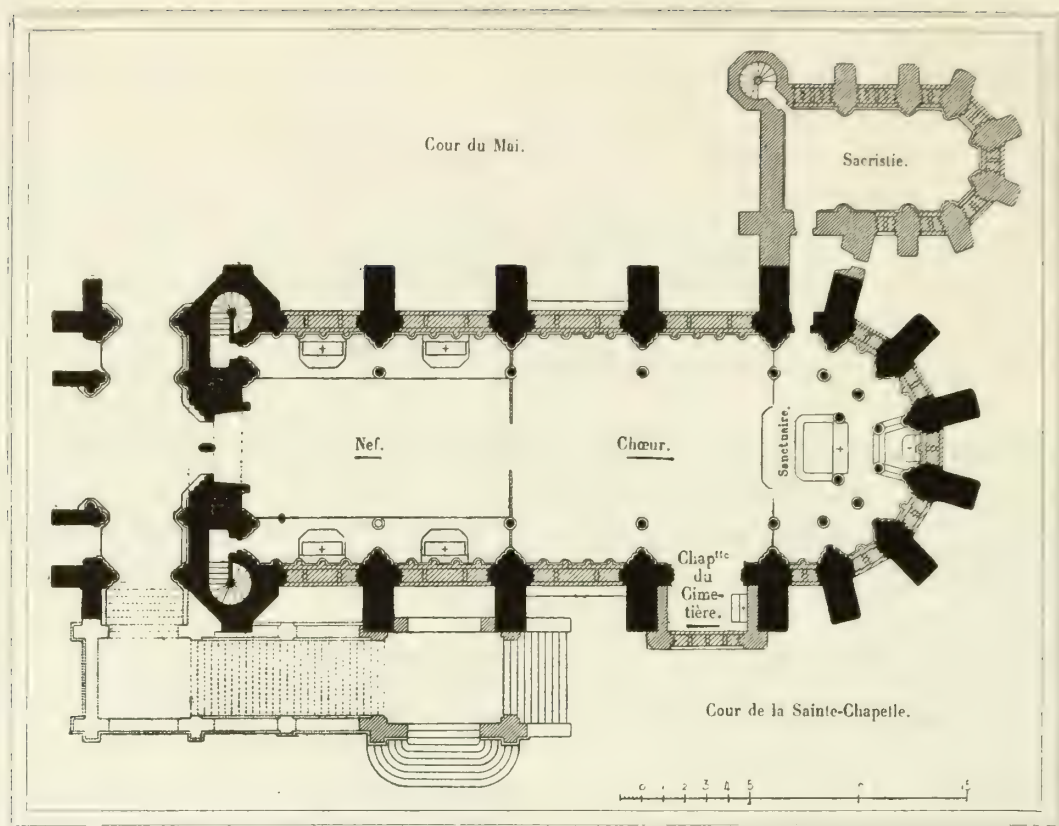 Cour du Mai.
Sacristie.
Nef.
Chœur.
Sanctuaire.
Chap^lle
du
Cime-
tière.
Cour de la Sainte-Chapelle.
0 1 2 3 4 5